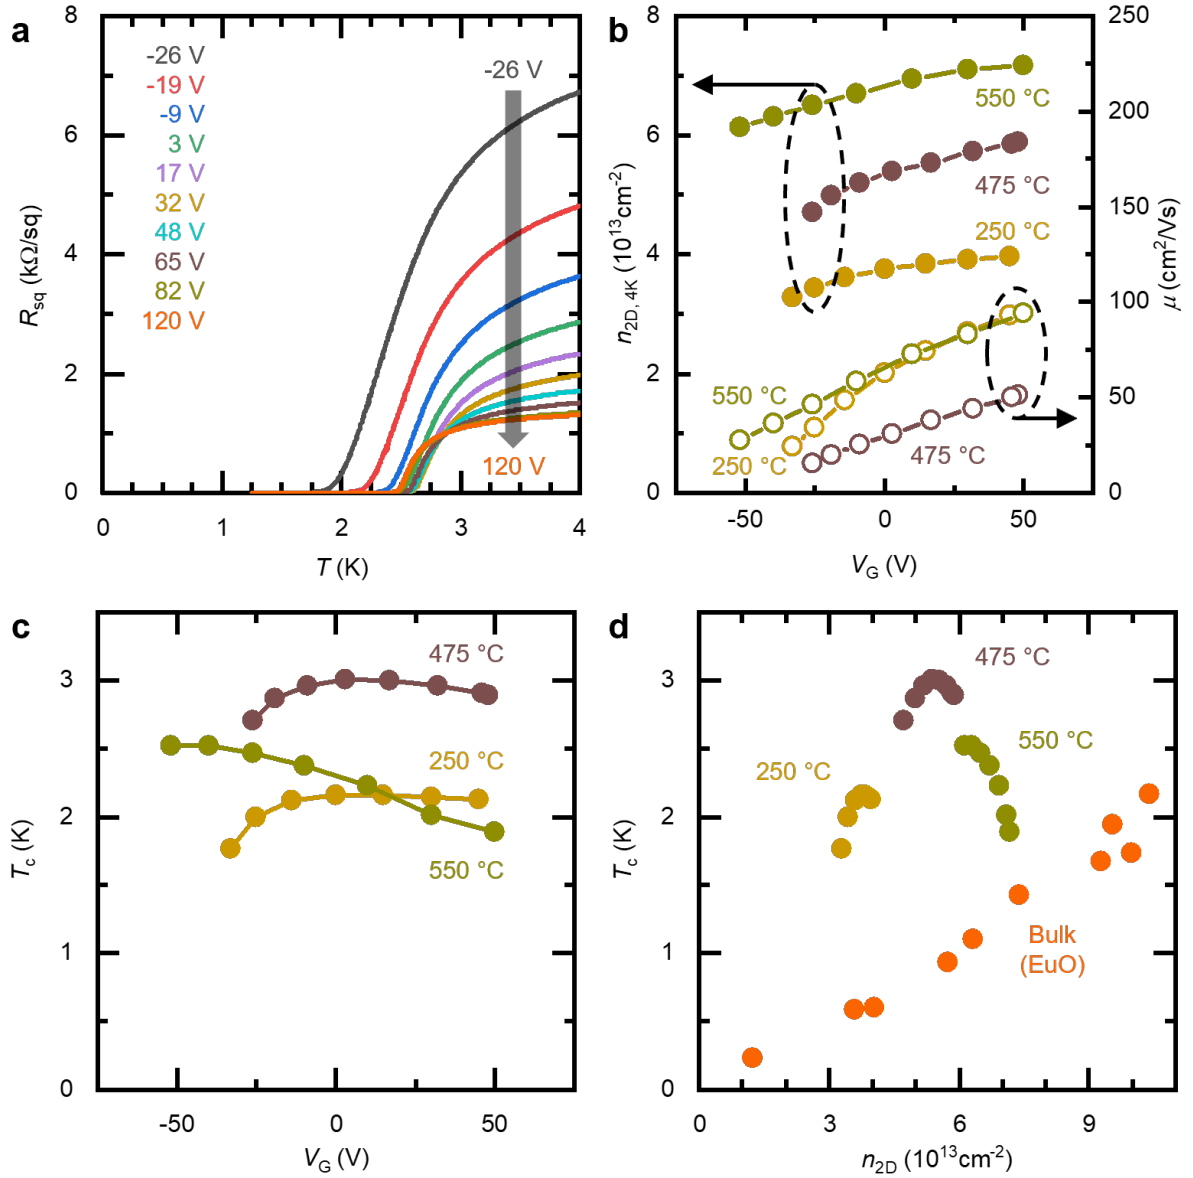 a
8
6
4
2
0
R_sq (kΩ/sq)
-26 V
-19 V
-9 V
3 V
17 V
32 V
48 V
65 V
82 V
120 V
-26 V
120 V
0 1 2 3 4
T (K)
b
8
6
4
2
0
n_2D, 4K (10^13cm^-2)
550 °C
475 °C
250 °C
550 °C
250 °C
475 °C
250
200
150
100
50
0
μ (cm^2/Vs)
-50 0 50
V_G (V)
c
3
2
1
0
T_c (K)
475 °C
250 °C
550 °C
-50 0 50
V_G (V)
d
3
2
1
0
T_c (K)
475 °C
550 °C
250 °C
Bulk
(EuO)
0 3 6 9
n_2D (10^13cm^-2)